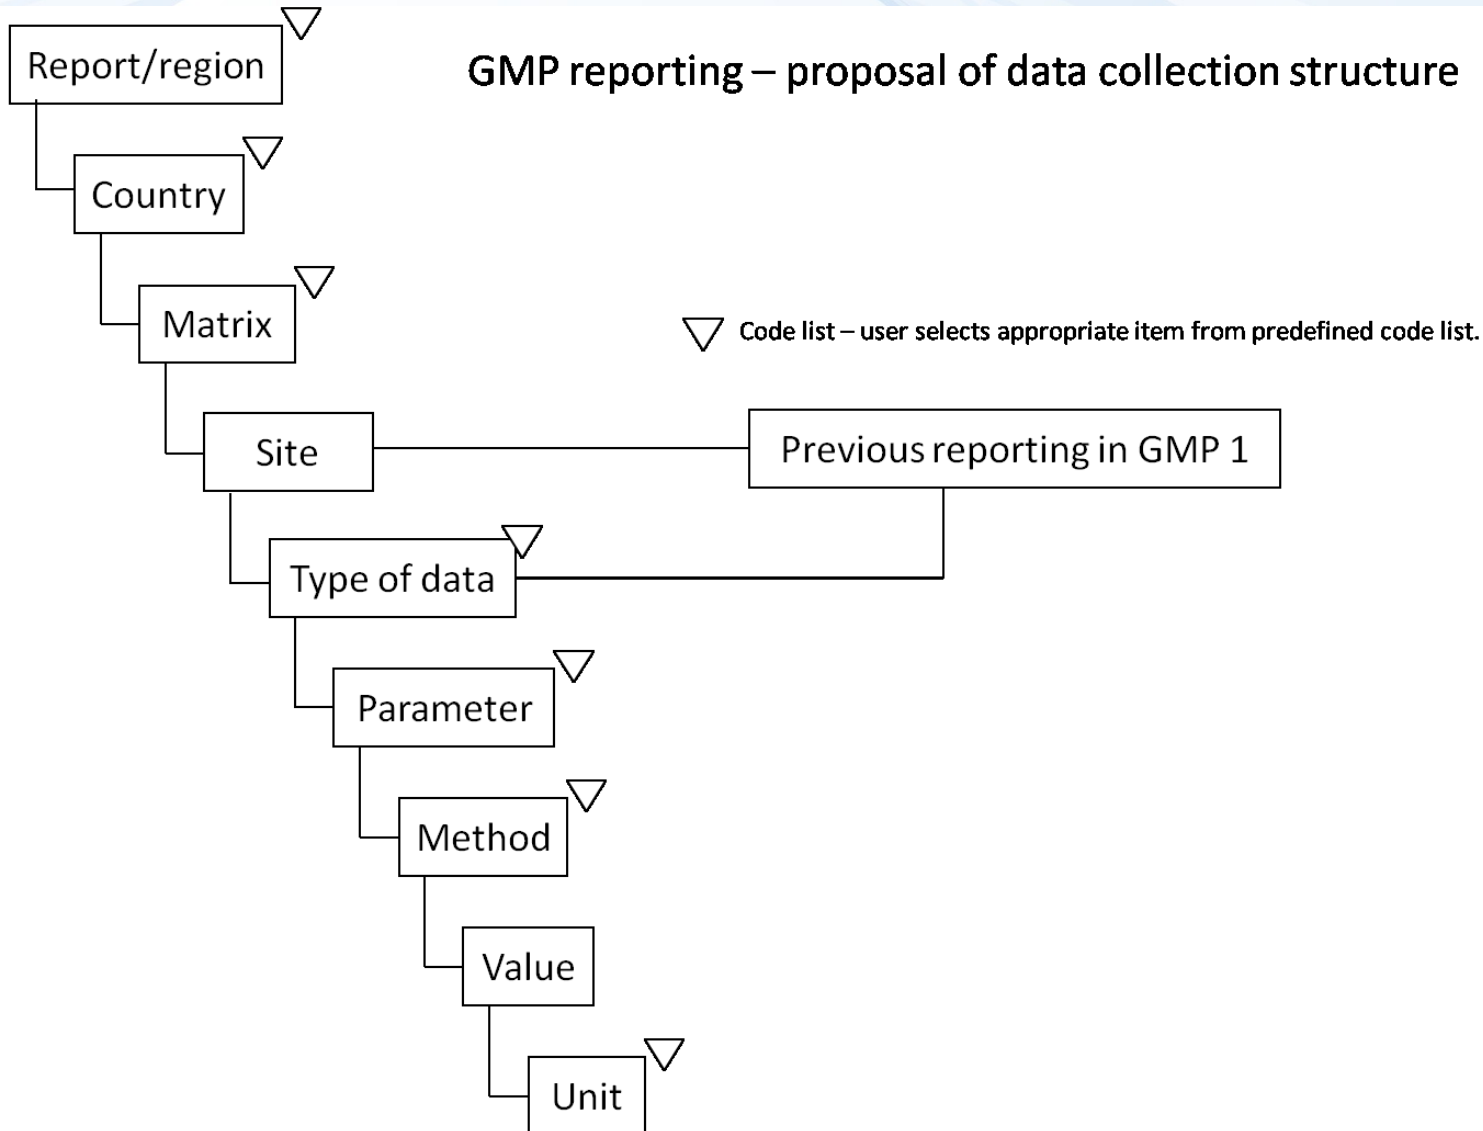 Report/region
GMP reporting – proposal of data collection structure
Country
Matrix
Code list – user selects appropriate item from predefined code list.
Site
Previous reporting in GMP 1
Type of data
Parameter
Method
Value
Unit